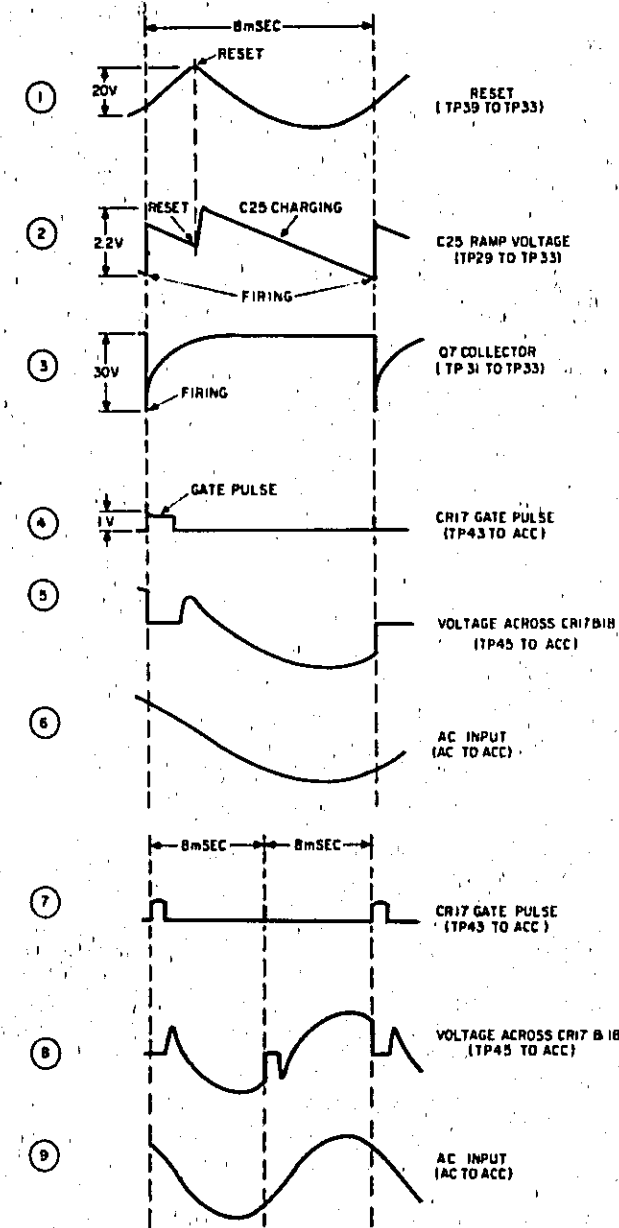 8mSEC
RESET
1
20V
RESET
(TP39 TO TP33)
RESET
C25 CHARGING
2
2.2V
C25 RAMP VOLTAGE
(TP29 TO TP33)
FIRING
3
30V
Q7 COLLECTOR
(TP31 TO TP33)
FIRING
GATE PULSE
4
1V
CR17 GATE PULSE
(TP43 TO ACC)
5
VOLTAGE ACROSS CR17&18
(TP45 TO ACC)
6
AC INPUT
(AC TO ACC)
8mSEC 8mSEC
7
CR17 GATE PULSE
(TP43 TO ACC)
8
VOLTAGE ACROSS CR17 & 18
(TP45 TO ACC)
9
AC INPUT
(AC TO ACC)